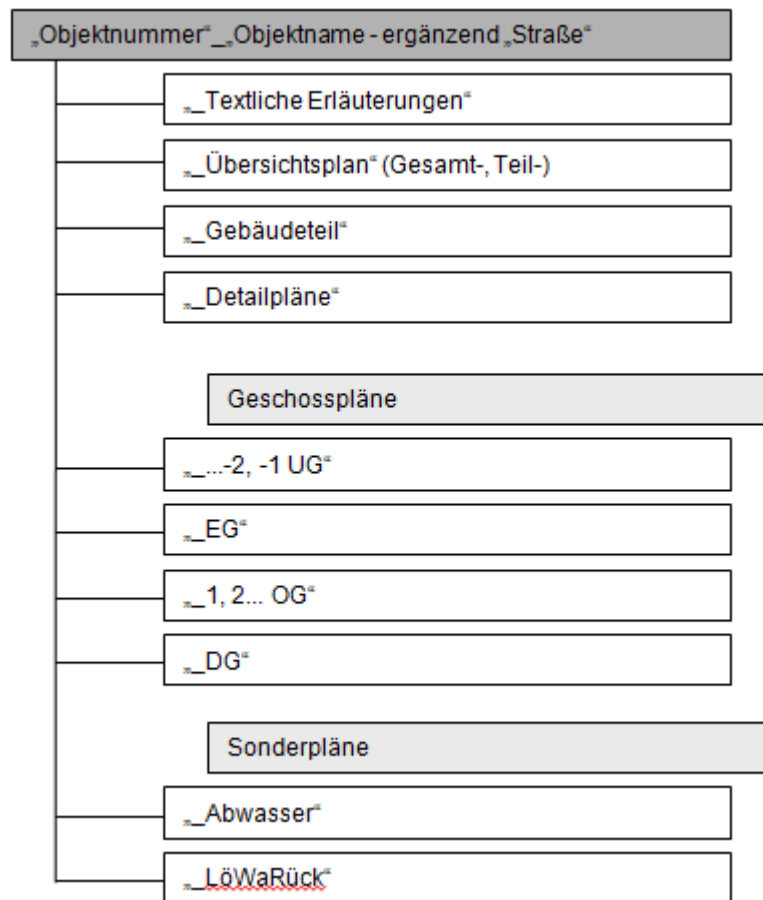 „Objektnummer“_„Objektname - ergänzend „Straße“
„_Textliche Erläuterungen“
„_Übersichtsplan“ (Gesamt-, Teil-)
„_Gebäudeteil“
„_Detailpläne“
Geschosspläne
„_...-2, -1 UG“
„_EG“
„_1, 2... OG“
„_DG“
Sonderpläne
„_Abwasser“
„_LöWaRück“